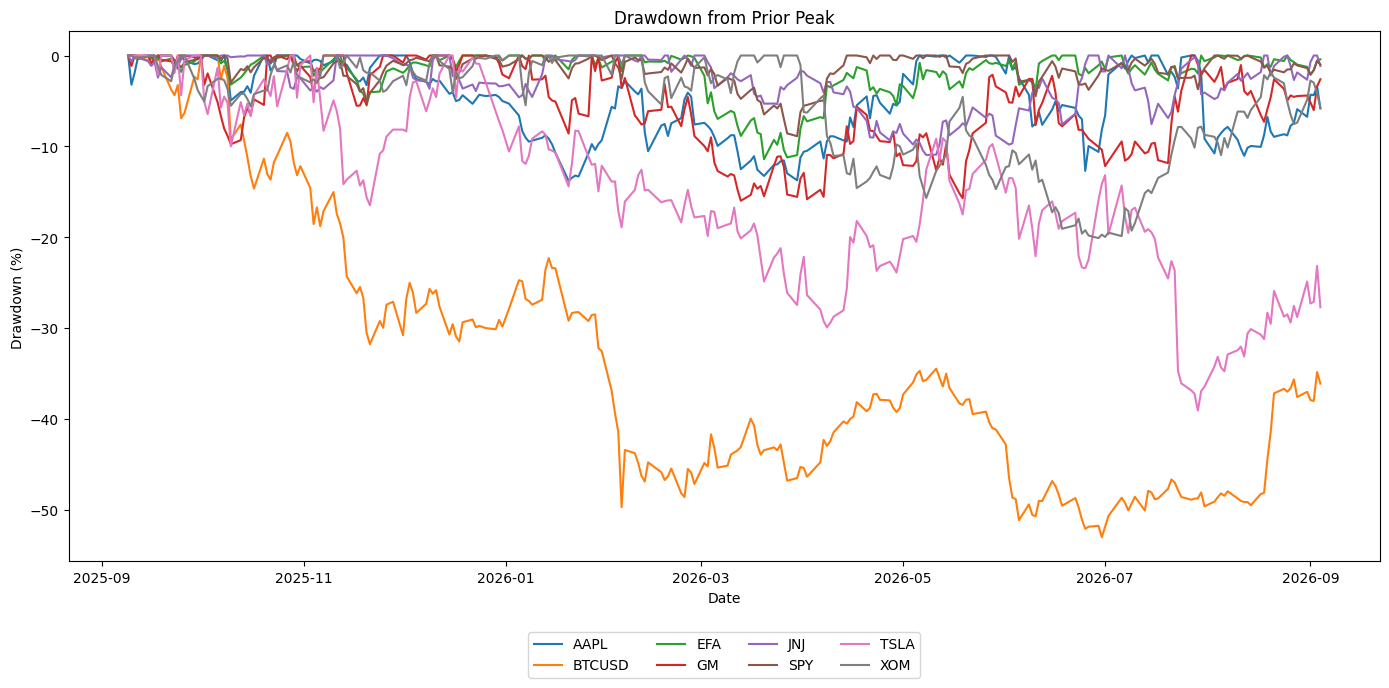 Drawdown from Prior Peak
Drawdown (%)
0
−10
−20
−30
−40
−50
2025-09 2025-11 2026-01 2026-03 2026-05 2026-07 2026-09
Date
AAPL EFA JNJ TSLA
BTCUSD GM SPY XOM